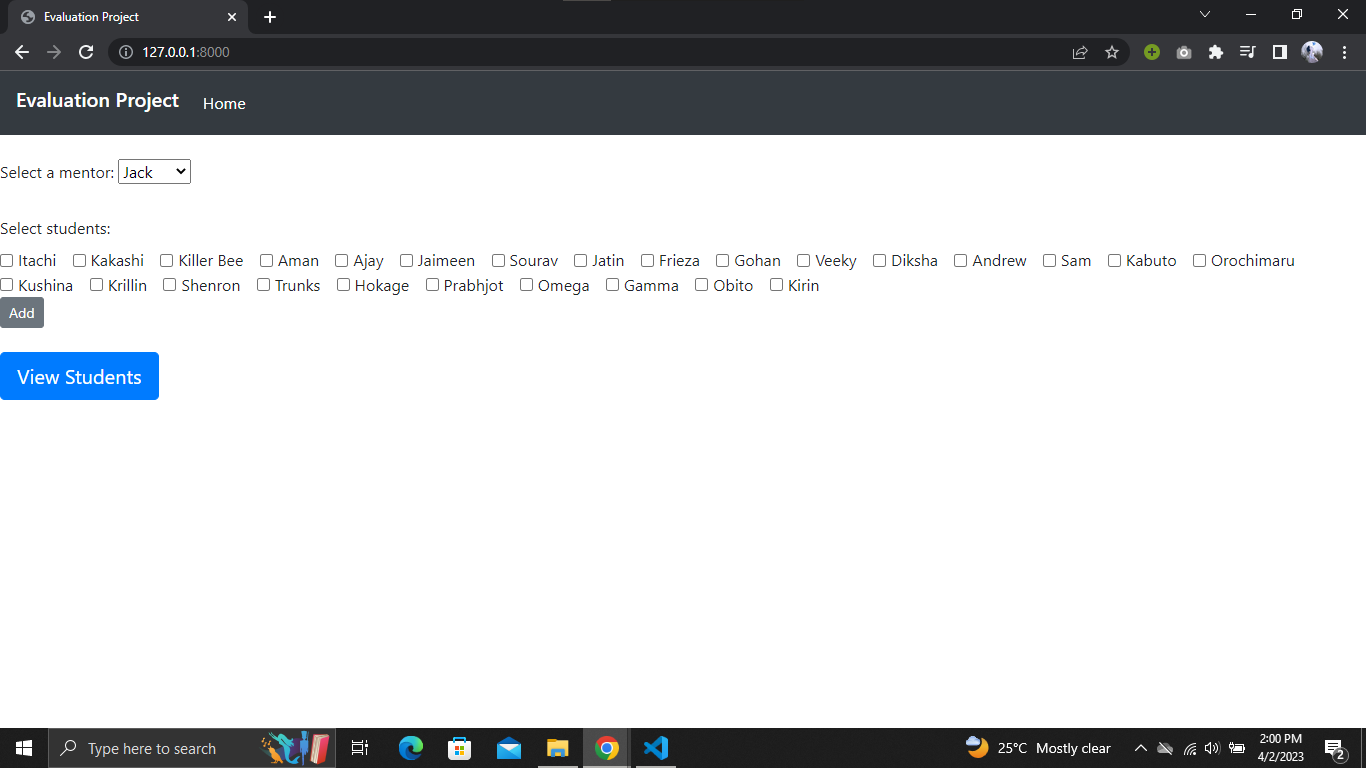 Evaluation Project
127.0.0.1:8000
Evaluation Project Home
Select a mentor: Jack
Select students:
Itachi Kakashi Killer Bee Aman Ajay Jaimeen Sourav Jatin Frieza Gohan Veeky Diksha Andrew Sam Kabuto Orochimaru
Kushina Krillin Shenron Trunks Hokage Prabhjot Omega Gamma Obito Kirin
Add
View Students
Type here to search
25°C Mostly clear
2:00 PM
4/2/2023
2